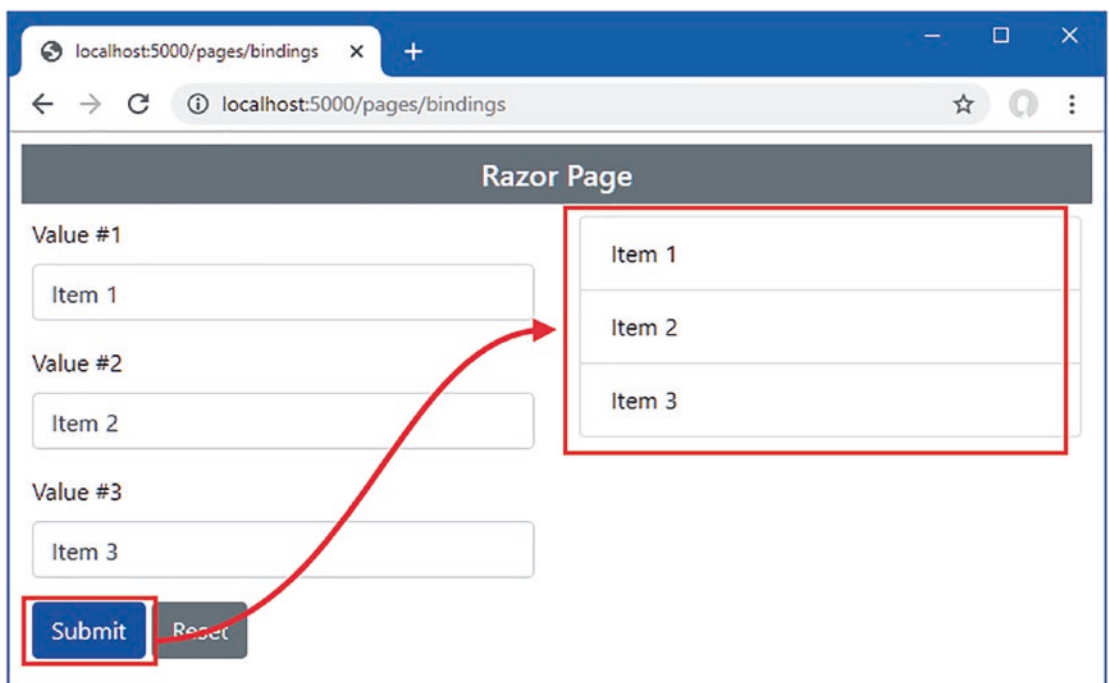 localhost:5000/pages/bindings
localhost:5000/pages/bindings
Razor Page
Value #1
Item 1
Value #2
Item 2
Value #3
Item 3
Submit
Reset
Item 1
Item 2
Item 3